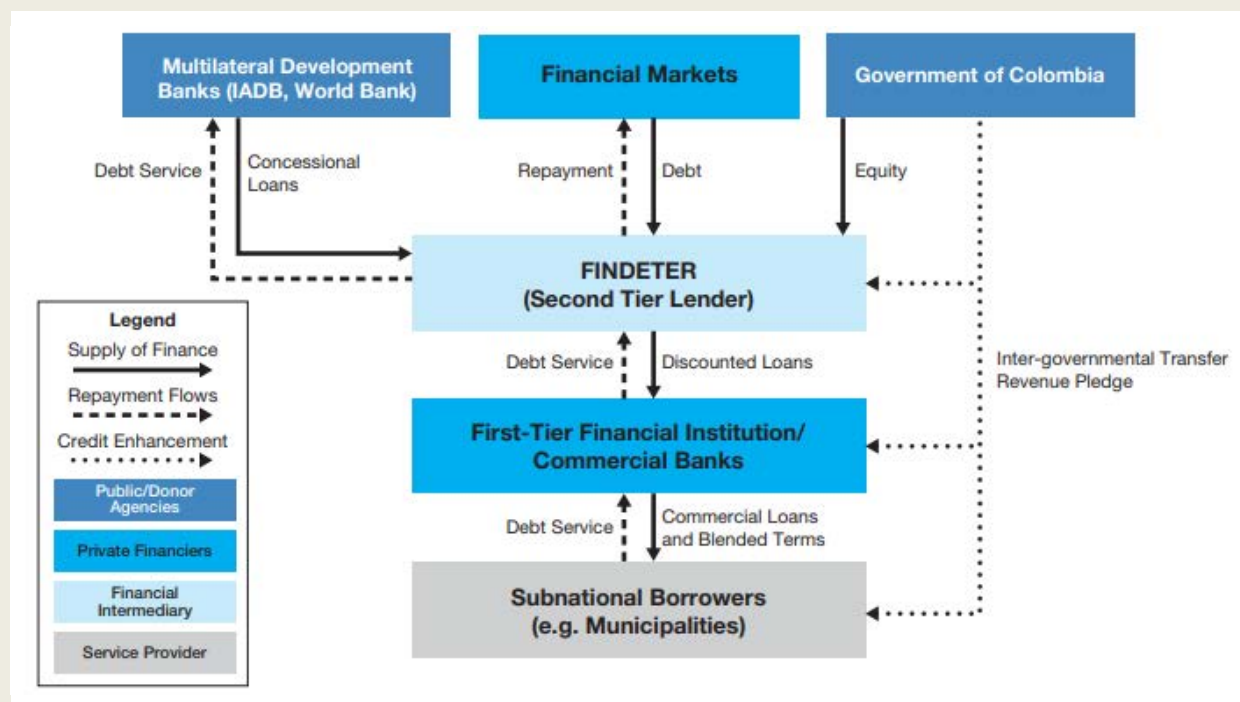 Multilateral Development
Banks (IADB, World Bank)
Financial Markets
Government of Colombia
Debt Service
Concessional
Loans
Repayment
Debt
Equity
FINDETER
(Second Tier Lender)
Legend
Supply of Finance
Repayment Flows
Credit Enhancement
Public/Donor
Agencies
Private Financiers
Financial
Intermediary
Service Provider
Debt Service
Discounted Loans
Inter-governmental Transfer
Revenue Pledge
First-Tier Financial Institution/
Commercial Banks
Debt Service
Commercial Loans
and Blended Terms
Subnational Borrowers
(e.g. Municipalities)